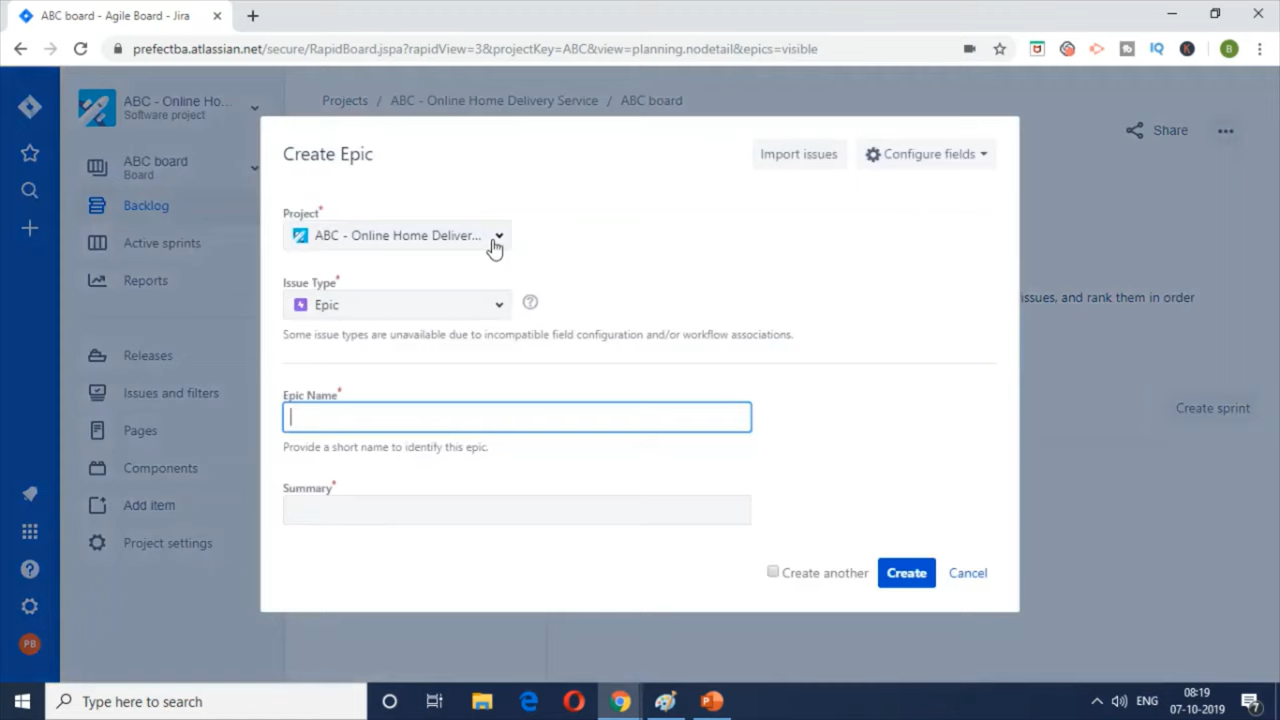 ABC board - Agile Board - Jira
prefectba.atlassian.net/secure/RapidBoard.jspa?rapidView=3&projectKey=ABC&view=planning.nodetail&epics=visible
IQ
K
B
ABC - Online Ho...
Software project
ABC board
Board
Backlog
Active sprints
Reports
Releases
Issues and filters
Pages
Components
Add item
Project settings
PB
Projects / ABC - Online Home Delivery Service / ABC board
Share
Create Epic
Import issues
Configure fields
Project*
ABC - Online Home Deliver...
Issue Type*
Epic
Some issue types are unavailable due to incompatible field configuration and/or workflow associations.
Epic Name*
Provide a short name to identify this epic.
Summary*
Create another
Create
Cancel
issues, and rank them in order
Create sprint
Type here to search
ENG
08:19
07-10-2019
7